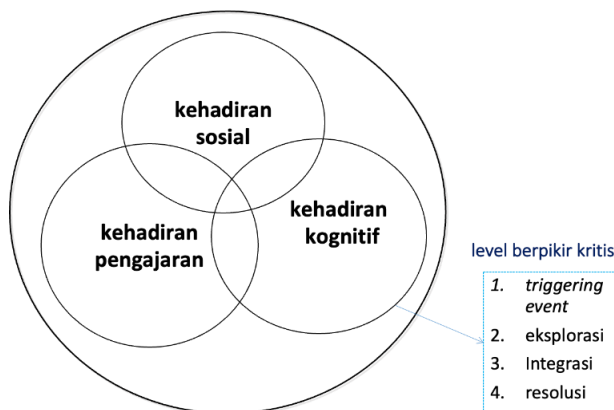 kehadiran
sosial
kehadiran
pengajaran
kehadiran
kognitif
level berpikir kritis
1. triggering
event
2. eksplorasi
3. Integrasi
4. resolusi